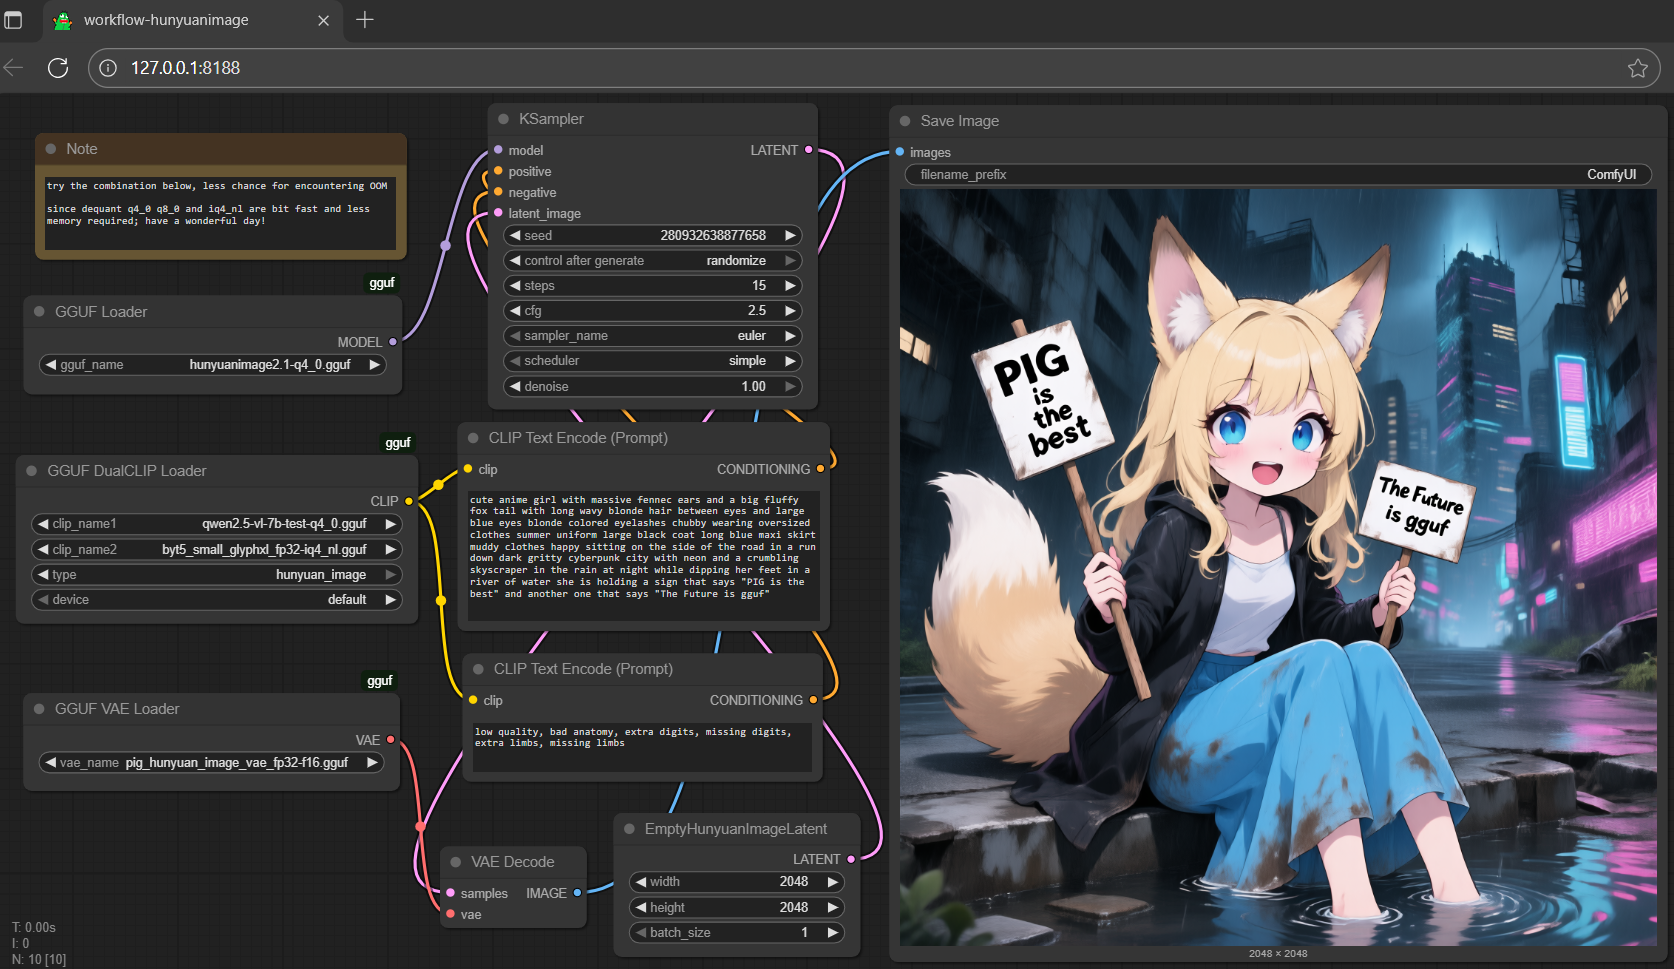 workflow-hunyuanimage
127.0.0.1:8188
Note
try the combination below, less chance for encountering OOM
since dequant q4_0 q8_0 and iq4_nl are bit fast and less
memory required; have a wonderful day!
gguf
GGUF Loader
MODEL
gguf_name hunyuanimage2.1-q4_0.gguf
gguf
GGUF DualCLIP Loader
CLIP
clip_name1 qwen2.5-vl-7b-test-q4_0.gguf
clip_name2 byt5_small_glyphxl_fp32-iq4_nl.gguf
type hunyuan_image
device default
gguf
GGUF VAE Loader
VAE
vae_name pig_hunyuan_image_vae_fp32-f16.gguf
T: 0.00s
I: 0
N: 10 [10]
KSampler
model LATENT
positive
negative
latent_image
seed 280932638877658
control after generate randomize
steps 15
cfg 2.5
sampler_name euler
scheduler simple
denoise 1.00
CLIP Text Encode (Prompt)
clip CONDITIONING
cute anime girl with massive fennec ears and a big fluffy
fox tail with long wavy blonde hair between eyes and large
blue eyes blonde colored eyelashes chubby wearing oversized
clothes summer uniform large black coat long blue maxi skirt
muddy clothes happy sitting on the side of the road in a run
down dark gritty cyberpunk city with neon and a crumbling
skyscraper in the rain at night while dipping her feet in a
river of water she is holding a sign that says "PIG is the
best" and another one that says "The Future is gguf"
CLIP Text Encode (Prompt)
clip CONDITIONING
low quality, bad anatomy, extra digits, missing digits,
extra limbs, missing limbs
VAE Decode
samples IMAGE
vae
EmptyHunyuanImageLatent
LATENT
width 2048
height 2048
batch_size 1
Save Image
images
filename_prefix ComfyUI
PIG
is
the
best
The Future
is gguf
2048 × 2048